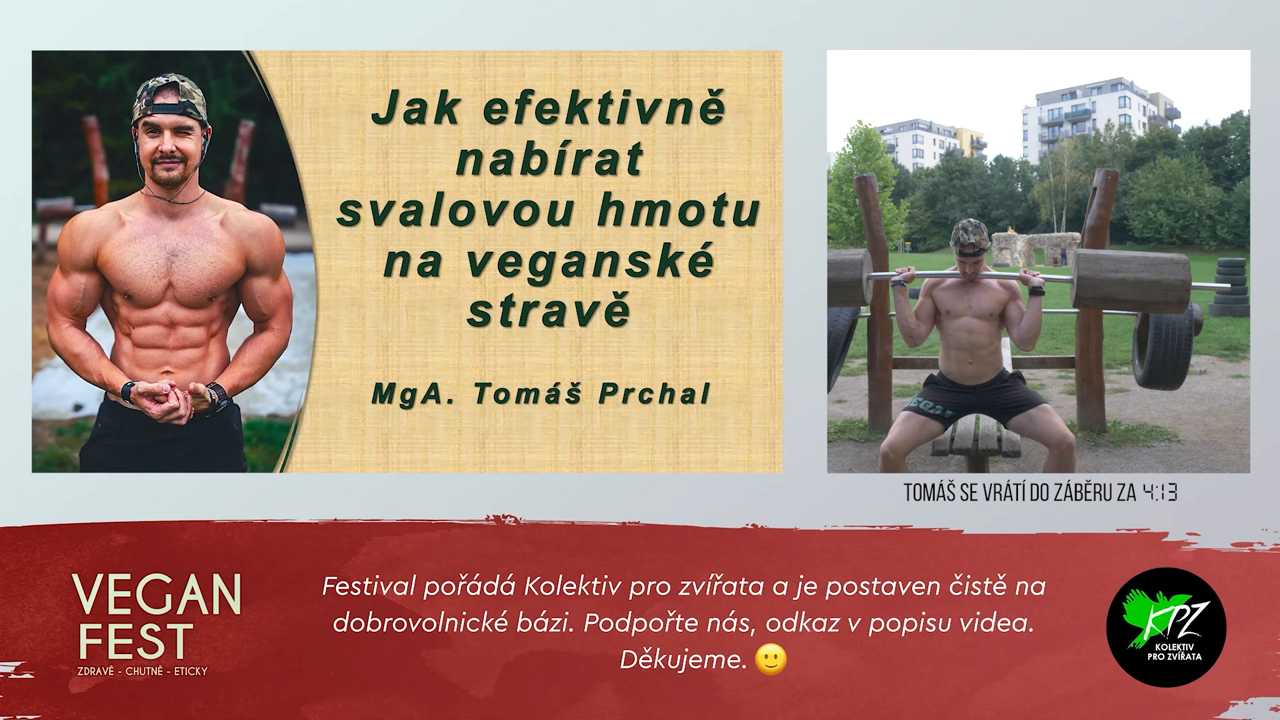 Jak efektivně
nabírat
svalovou hmotu
na veganské
stravě
MgA. Tomáš Prchal
TOMÁŠ SE VRÁTÍ DO ZÁBĚRU ZA 4:13
VEGAN
FEST
ZDRAVĚ - CHUTNĚ - ETICKY
Festival pořádá Kolektiv pro zvířata a je postaven čistě na
dobrovolnické bázi. Podpořte nás, odkaz v popisu videa.
Děkujeme. 🙂
KPZ
KOLEKTIV
PRO ZVÍŘATA